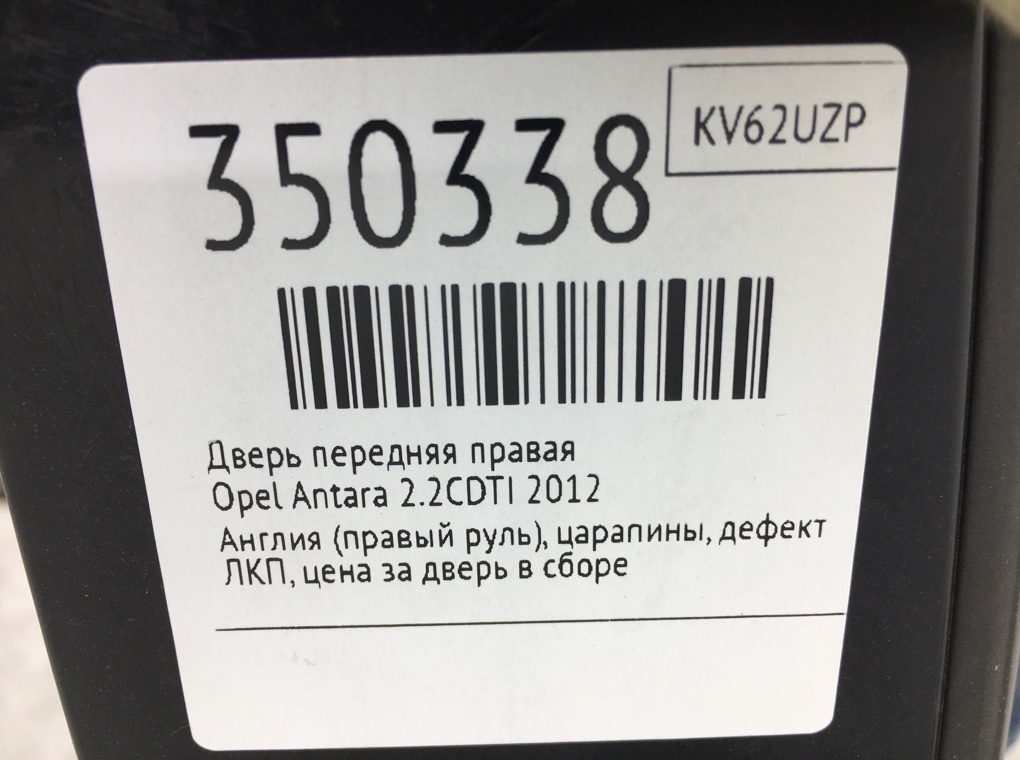 350338
KV62UZP
Дверь передняя правая
Opel Antara 2.2CDTI 2012
Англия (правый руль), царапины, дефект
ЛКП, цена за дверь в сборе